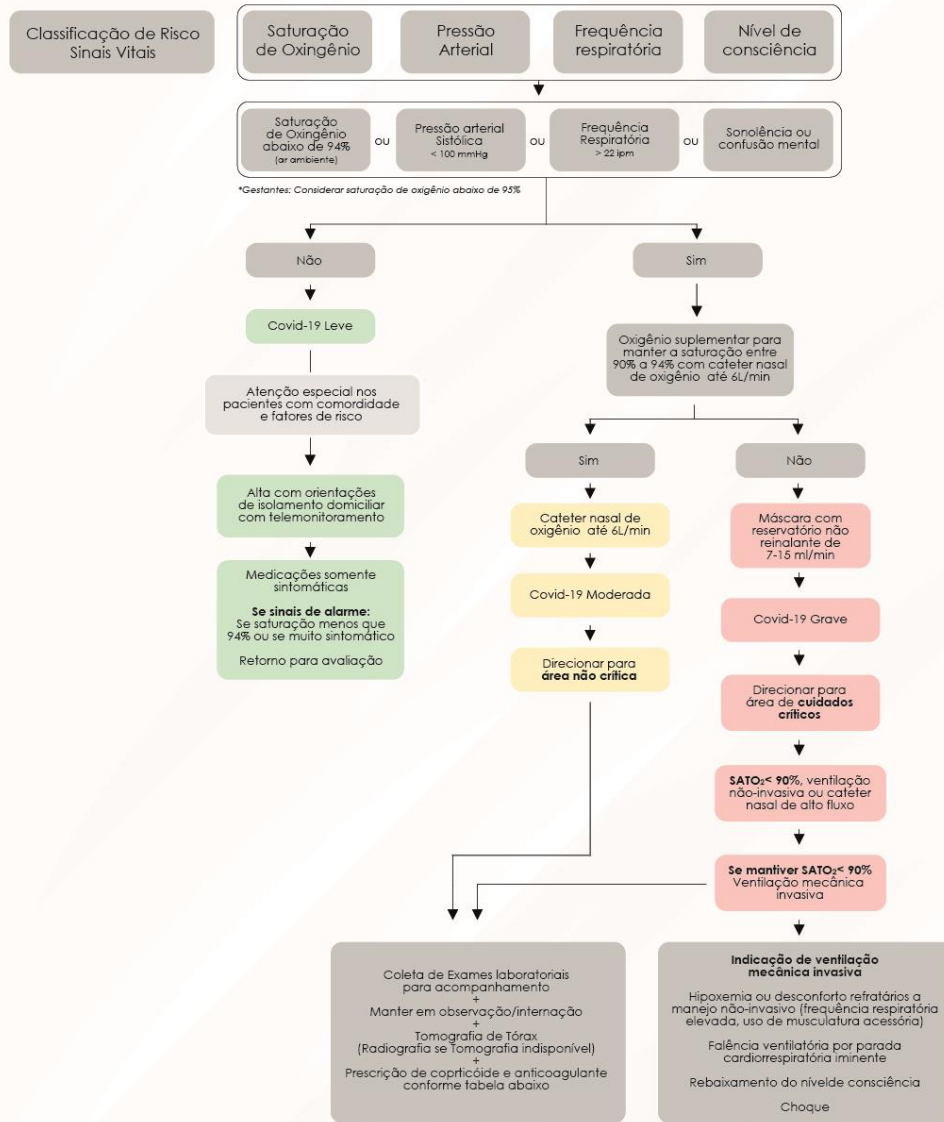 Classificação de Risco
Sinais Vitais
Saturação
de Oxingênio
Pressão
Arterial
Frequência
respiratória
Nível de
consciência
Saturação
de Oxingênio
abaixo de 94%
(ar ambiente)
ou
Pressão arterial
Sistólica
< 100 mmHg
ou
Frequência
Respiratória
> 22 ipm
ou
Sonolência ou
confusão mental
*Gestantes: Considerar saturação de oxigênio abaixo de 95%
Não
Sim
Covid-19 Leve
Atenção especial nos
pacientes com comordidade
e fatores de risco
Alta com orientações
de isolamento domiciliar
com telemonitoramento
Medicações somente
sintomáticas
Se sinais de alarme:
Se saturação menos que
94% ou se muito sintomático
Retorno para avaliação
Oxigênio suplementar para
manter a saturação entre
90% a 94% com cateter nasal
de oxigênio até 6L/min
Sim
Não
Cateter nasal de
oxigênio até 6L/min
Covid-19 Moderada
Direcionar para
área não crítica
Máscara com
reservatório não
reinalante de
7-15 ml/min
Covid-19 Grave
Direcionar para
área de cuidados
críticos
SATO₂< 90%, ventilação
não-invasiva ou cateter
nasal de alto fluxo
Se mantiver SATO₂< 90%
Ventilação mecânica
invasiva
Coleta de Exames laboratoriais
para acompanhamento
+
Manter em observação/internação
+
Tomografia de Tórax
(Radiografia se Tomografia indisponível)
+
Prescrição de coprticóide e anticoagulante
conforme tabela abaixo
Indicação de ventilação
mecânica invasiva
Hipoxemia ou desconforto refratários a
manejo não-invasivo (frequência respiratória
elevada, uso de musculatura acessória)
Falência ventilatória por parada
cardiorrespiratória iminente
Rebaixamento do nívelde consciência
Choque